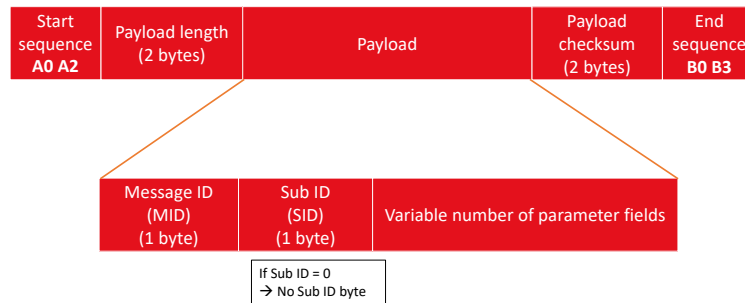 Start
sequence
A0 A2
Payload length
(2 bytes)
Payload
Payload
checksum
(2 bytes)
End
sequence
B0 B3
Message ID
(MID)
(1 byte)
Sub ID
(SID)
(1 byte)
Variable number of parameter fields
If Sub ID = 0
→ No Sub ID byte